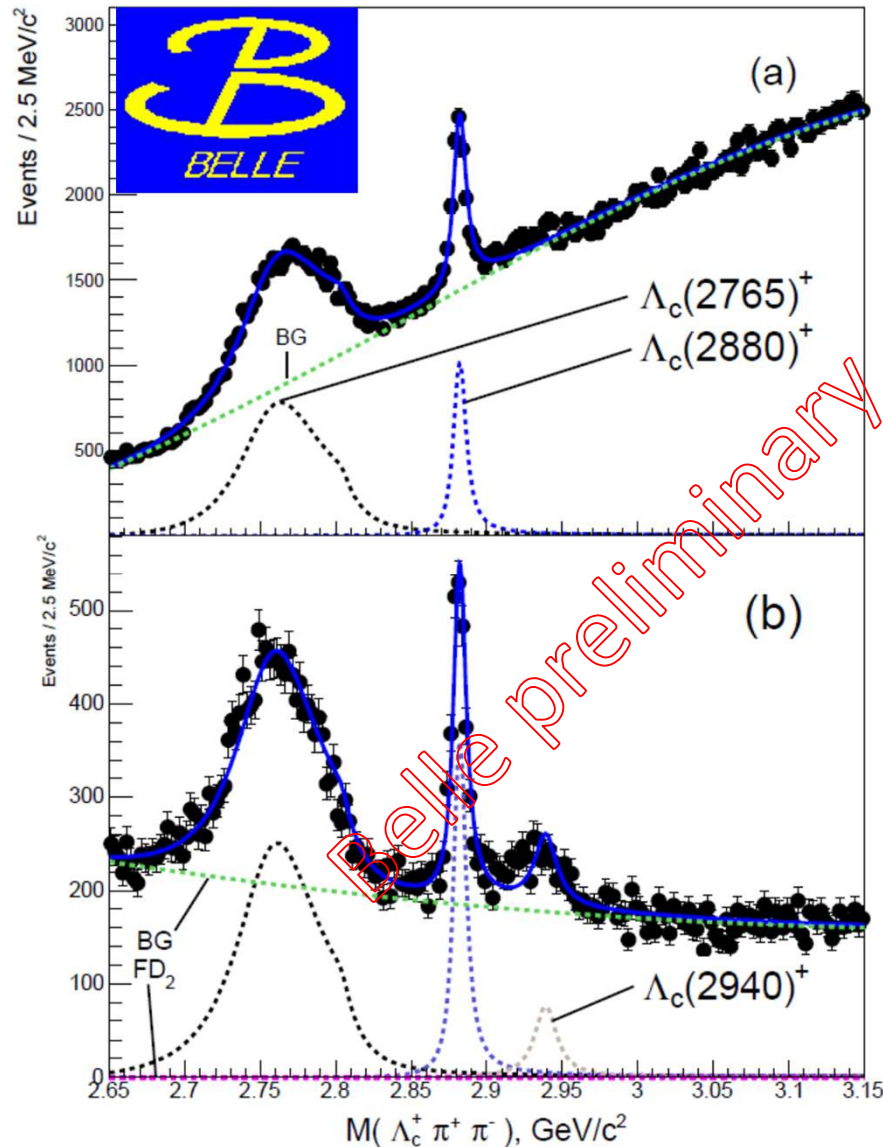 Events / 2.5 MeV/c²
3000
2500
2000
1500
1000
500
BELLE
(a)
BG
Λc(2765)⁺
Λc(2880)⁺
Belle preliminary
Events / 2.5 MeV/c²
500
400
300
200
100
0
(b)
BG
FD₂
Λc(2940)⁺
2.65 2.7 2.75 2.8 2.85 2.9 2.95 3 3.05 3.1 3.15
M( Λc⁺ π⁺ π⁻ ), GeV/c²